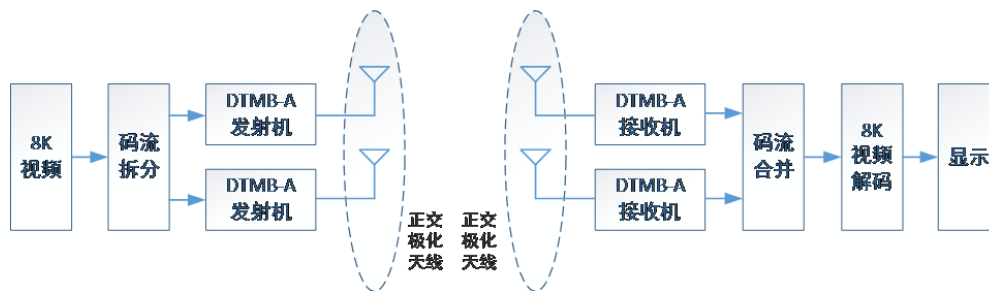 8K
视频
码流
拆分
DTMB-A
发射机
DTMB-A
发射机
正交
极化
天线
正交
极化
天线
DTMB-A
接收机
DTMB-A
接收机
码流
合并
8K
视频
解码
显示